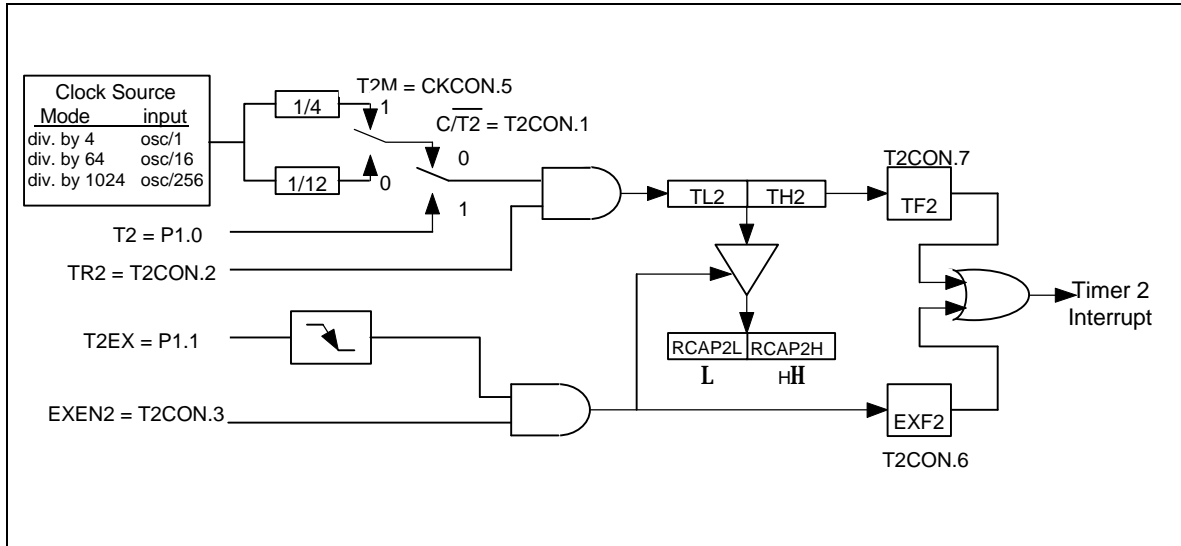 Clock Source
Mode input
div. by 4 osc/1
div. by 64 osc/16
div. by 1024 osc/256
1/4
1/12
T2M = CKCON.5
1
0
C/T2 = T2CON.1
0
1
T2 = P1.0
TR2 = T2CON.2
TL2 TH2
T2CON.7
TF2
Timer 2
Interrupt
T2EX = P1.1
RCAP2L RCAP2H
L HH
EXEN2 = T2CON.3
EXF2
T2CON.6